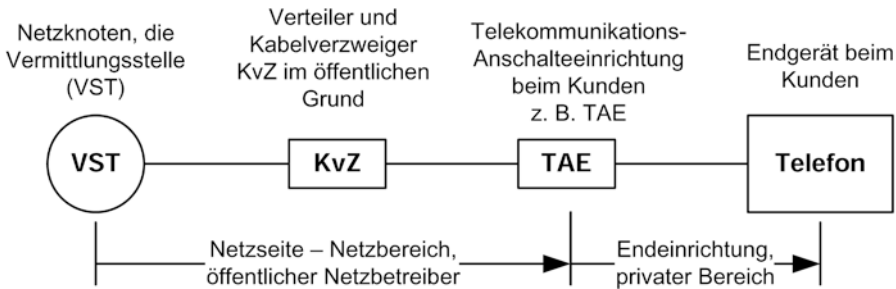 Netzknoten, die
Vermittlungsstelle
(VST)
Verteiler und
Kabelverzweiger
KvZ im öffentlichen
Grund
Telekommunikations-
Anschalteeinrichtung
beim Kunden
z. B. TAE
Endgerät beim
Kunden
VST
KvZ
TAE
Telefon
Netzseite – Netzbereich,
öffentlicher Netzbetreiber
Endeinrichtung,
privater Bereich